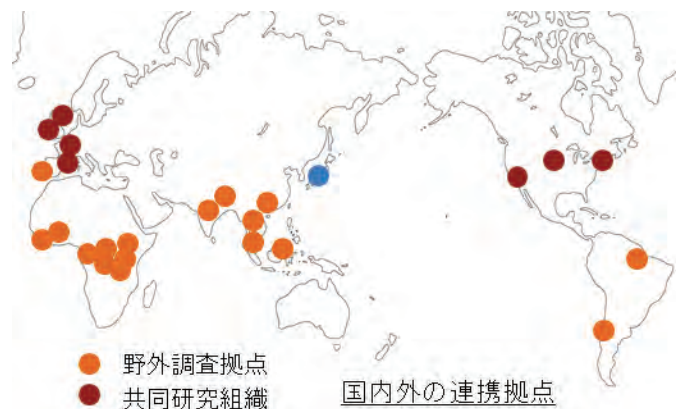 野外調査拠点
共同研究組織
国内外の連携拠点